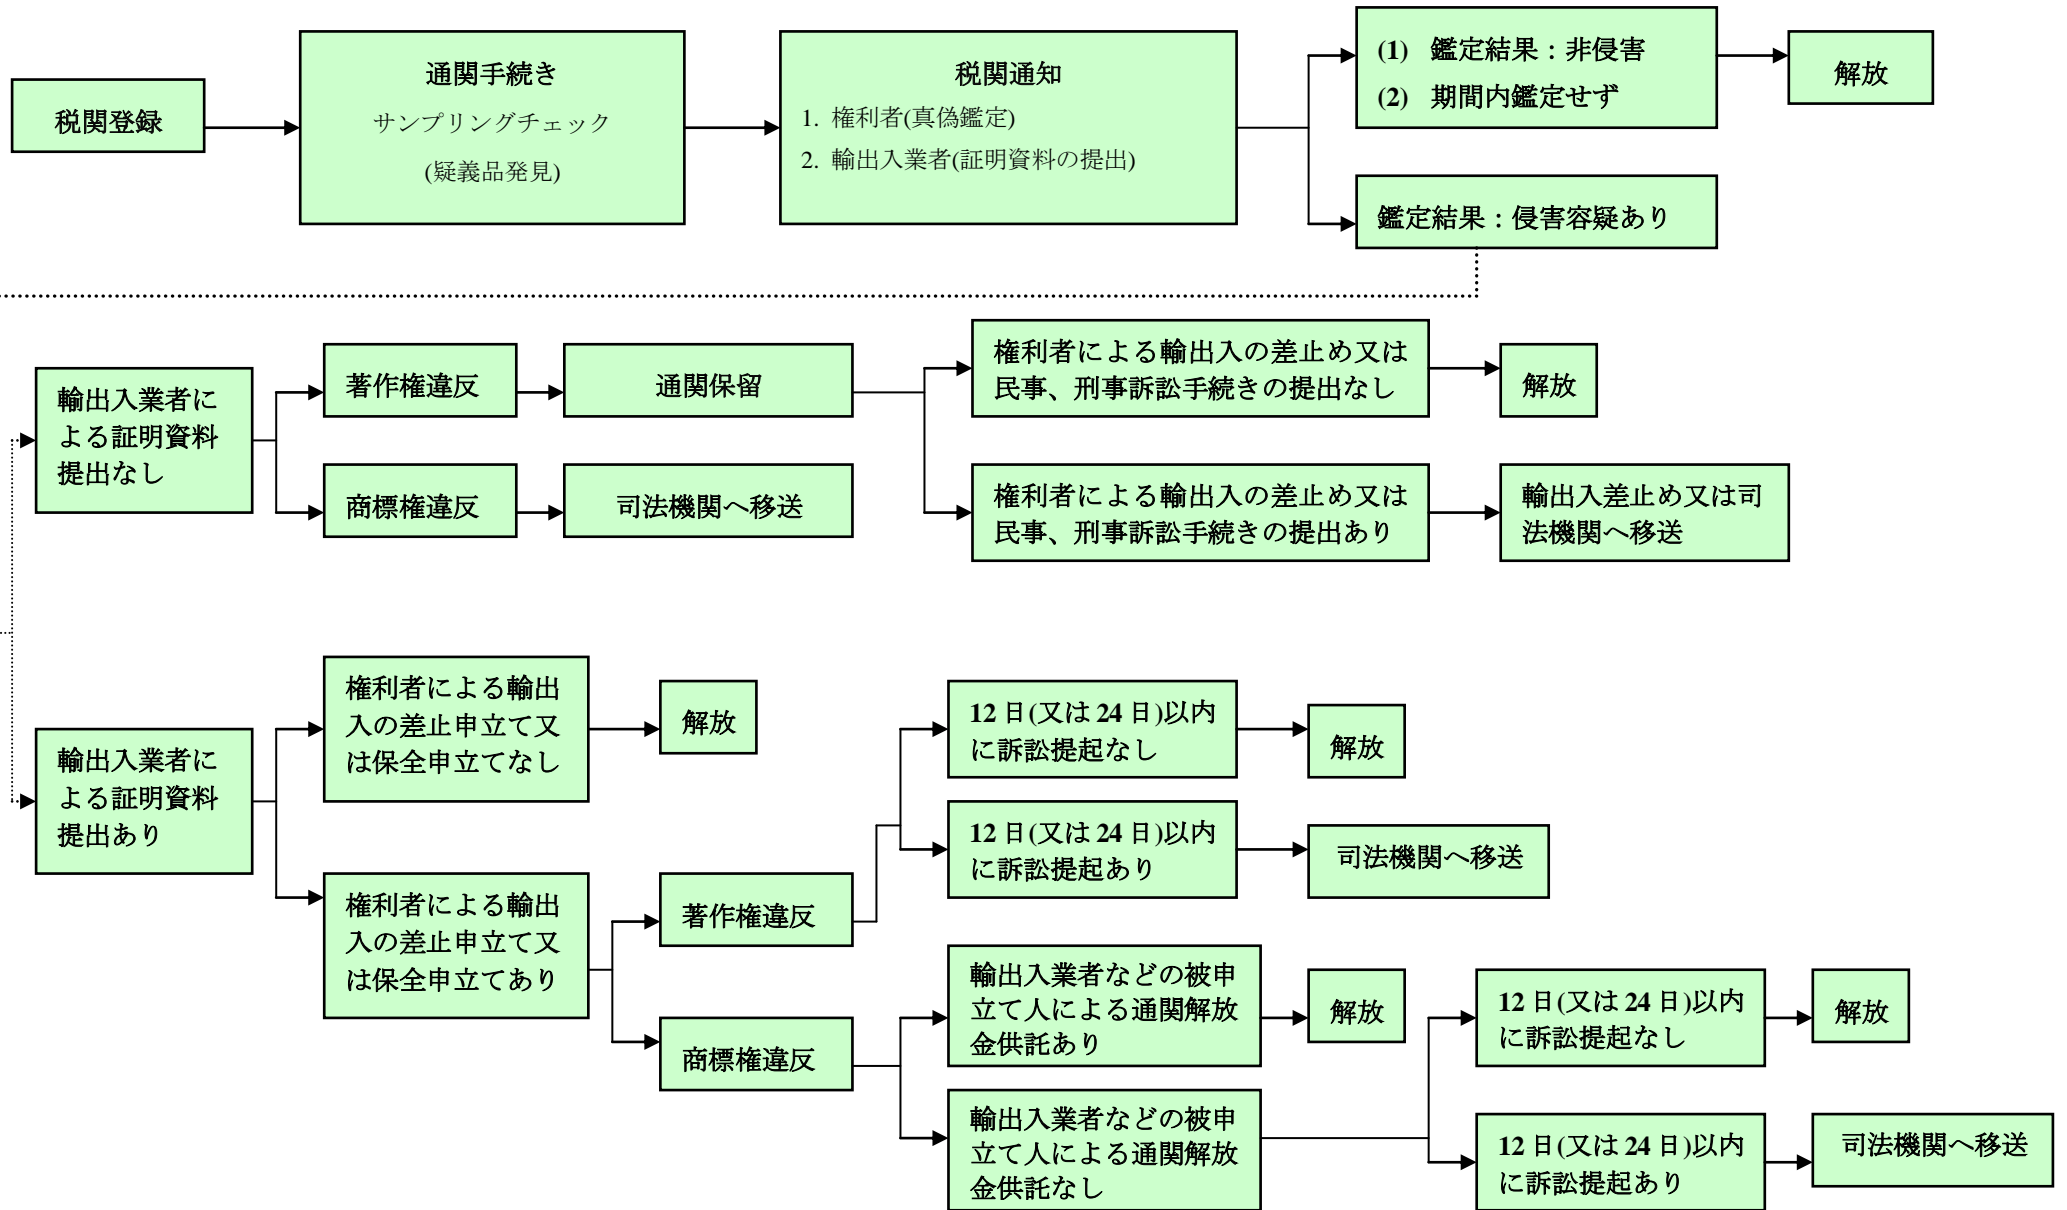 税関登録
通関手続き
サンプリングチェック
(疑義品発見)
税関通知
1. 権利者(真偽鑑定)
2. 輸出入業者(証明資料の提出)
(1) 鑑定結果：非侵害
(2) 期間内鑑定せず
解放
鑑定結果：侵害容疑あり
輸出入業者に
よる証明資料
提出なし
著作権違反
通関保留
権利者による輸出入の差止め又は
民事、刑事訴訟手続きの提出なし
解放
商標権違反
司法機関へ移送
権利者による輸出入の差止め又は
民事、刑事訴訟手続きの提出あり
輸出入差止め又は司
法機関へ移送
輸出入業者に
よる証明資料
提出あり
権利者による輸出
入の差止申立て又
は保全申立てなし
解放
権利者による輸出
入の差止申立て又
は保全申立てあり
著作権違反
12日(又は24日)以内
に訴訟提起なし
解放
12日(又は24日)以内
に訴訟提起あり
司法機関へ移送
商標権違反
輸出入業者などの被申
立て人による通関解放
金供託あり
解放
輸出入業者などの被申
立て人による通関解放
金供託なし
12日(又は24日)以内
に訴訟提起なし
解放
12日(又は24日)以内
に訴訟提起あり
司法機関へ移送